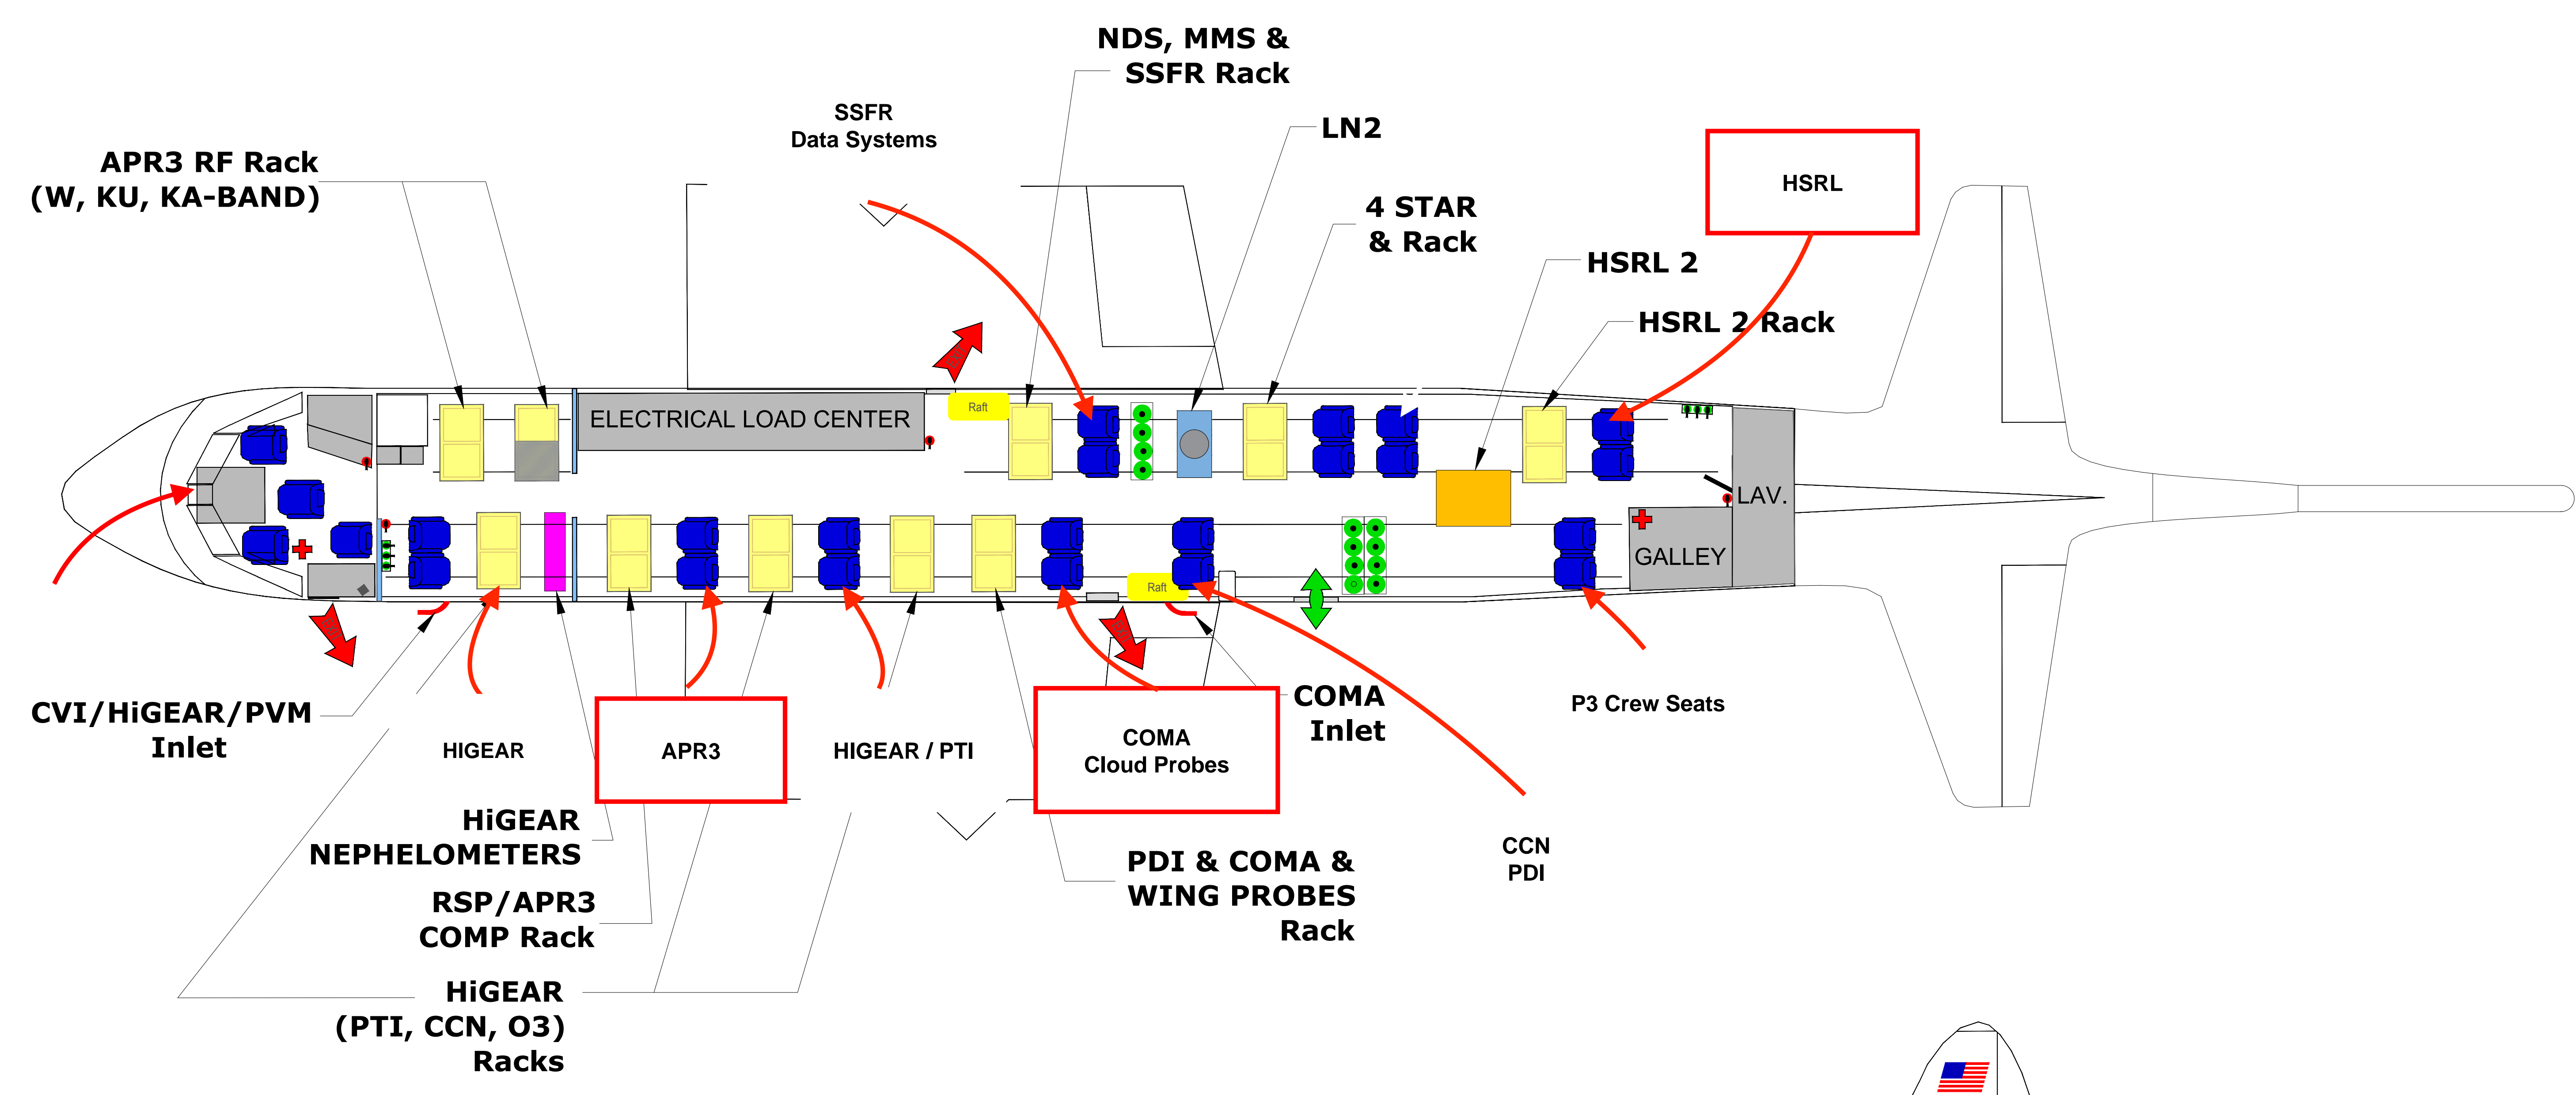 NDS, MMS &
SSFR Rack
SSFR
Data Systems
LN2
APR3 RF Rack
(W, KU, KA-BAND)
HSRL
4 STAR
& Rack
HSRL 2
HSRL 2 Rack
Raft
ELECTRICAL LOAD CENTER
LAV.
GALLEY
Raft
CVI/HiGEAR/PVM
Inlet
HIGEAR
APR3
HIGEAR / PTI
COMA
Cloud Probes
COMA
Inlet
P3 Crew Seats
HiGEAR
NEPHELOMETERS
RSP/APR3
COMP Rack
PDI & COMA &
WING PROBES
Rack
CCN
PDI
HiGEAR
(PTI, CCN, O3)
Racks